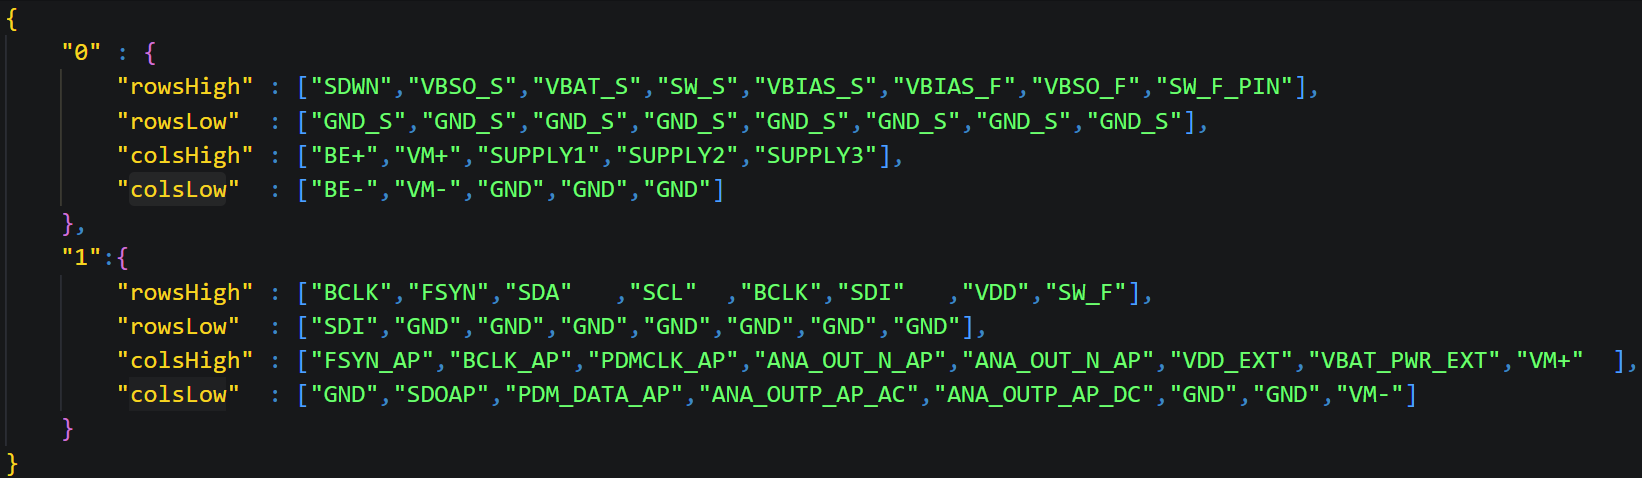 {
    "0" : {
        "rowsHigh" : ["SDWN","VBSO_S","VBAT_S","SW_S","VBIAS_S","VBIAS_F","VBSO_F","SW_F_PIN"],
        "rowsLow"  : ["GND_S","GND_S","GND_S","GND_S","GND_S","GND_S","GND_S","GND_S"],
        "colsHigh" : ["BE+","VM+","SUPPLY1","SUPPLY2","SUPPLY3"],
        "colsLow"  : ["BE-","VM-","GND","GND","GND"]
    },
    "1":{
        "rowsHigh" : ["BCLK","FSYN","SDA"   ,"SCL"  ,"BCLK","SDI"   ,"VDD","SW_F"],
        "rowsLow"  : ["SDI","GND","GND","GND","GND","GND","GND","GND"],
        "colsHigh" : ["FSYN_AP","BCLK_AP","PDMCLK_AP","ANA_OUT_N_AP","ANA_OUT_N_AP","VDD_EXT","VBAT_PWR_EXT","VM+"  ],
        "colsLow"  : ["GND","SDOAP","PDM_DATA_AP","ANA_OUTP_AP_AC","ANA_OUTP_AP_DC","GND","GND","VM-"]
    }
}